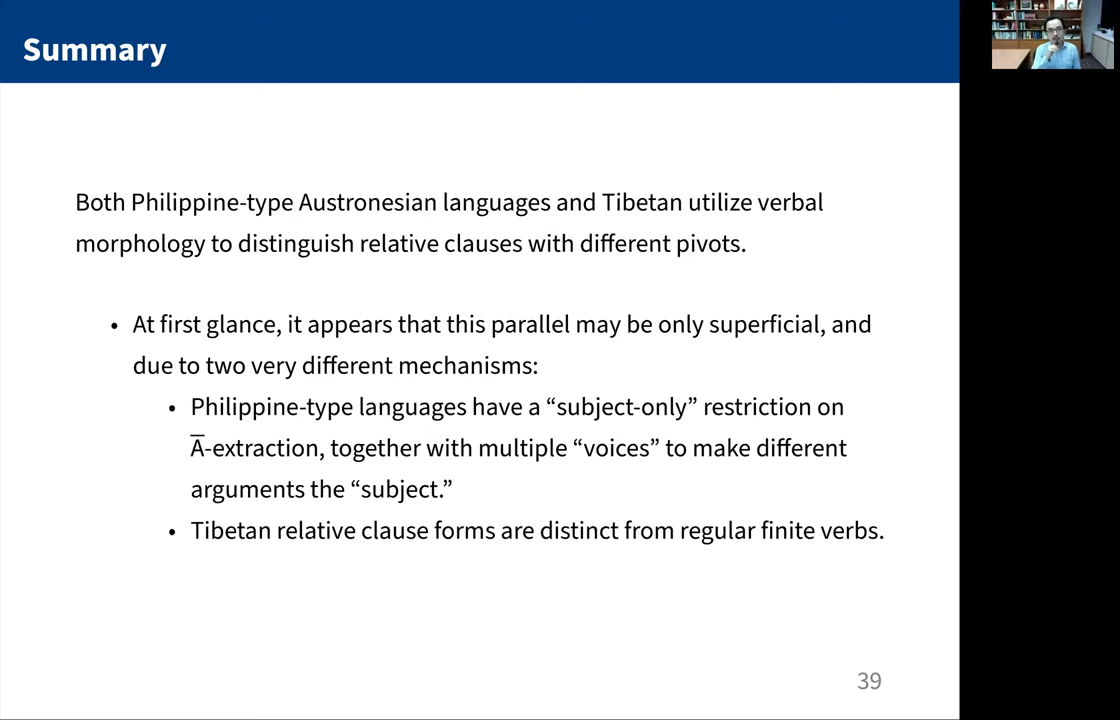 Summary
Both Philippine-type Austronesian languages and Tibetan utilize verbal
morphology to distinguish relative clauses with different pivots.
• At first glance, it appears that this parallel may be only superficial, and
due to two very different mechanisms:
• Philippine-type languages have a “subject-only” restriction on
A̅-extraction, together with multiple “voices” to make different
arguments the “subject.”
• Tibetan relative clause forms are distinct from regular finite verbs.
39